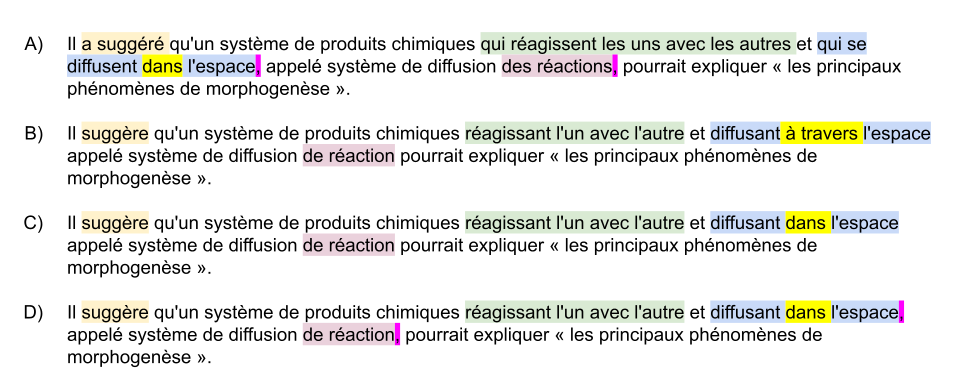 A) Il a suggéré qu'un système de produits chimiques qui réagissent les uns avec les autres et qui se
diffusent dans l'espace, appelé système de diffusion des réactions, pourrait expliquer « les principaux
phénomènes de morphogenèse ».
B) Il suggère qu'un système de produits chimiques réagissant l'un avec l'autre et diffusant à travers l'espace
appelé système de diffusion de réaction pourrait expliquer « les principaux phénomènes de
morphogenèse ».
C) Il suggère qu'un système de produits chimiques réagissant l'un avec l'autre et diffusant dans l'espace
appelé système de diffusion de réaction pourrait expliquer « les principaux phénomènes de
morphogenèse ».
D) Il suggère qu'un système de produits chimiques réagissant l'un avec l'autre et diffusant dans l'espace,
appelé système de diffusion de réaction, pourrait expliquer « les principaux phénomènes de
morphogenèse ».